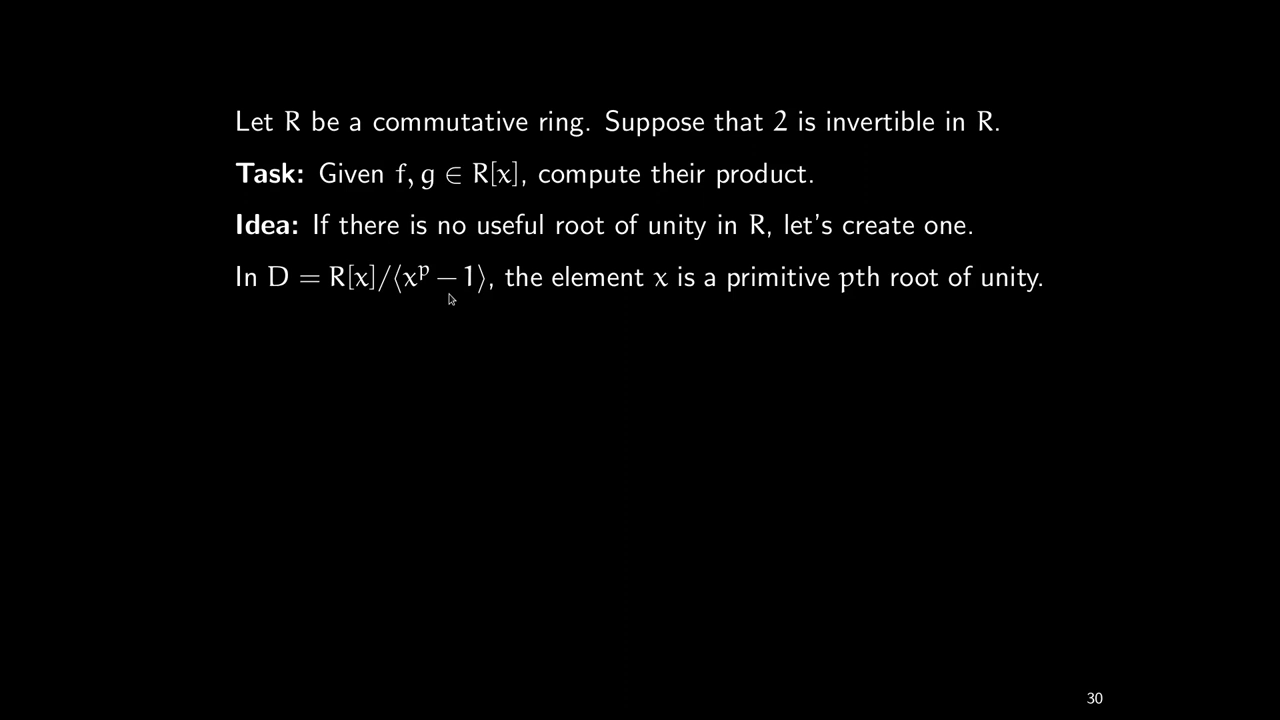 Let R be a commutative ring. Suppose that 2 is invertible in R.
Task: Given f, g ∈ R[x], compute their product.
Idea: If there is no useful root of unity in R, let's create one.
In D = R[x]/⟨xᵖ − 1⟩, the element x is a primitive pth root of unity.
30